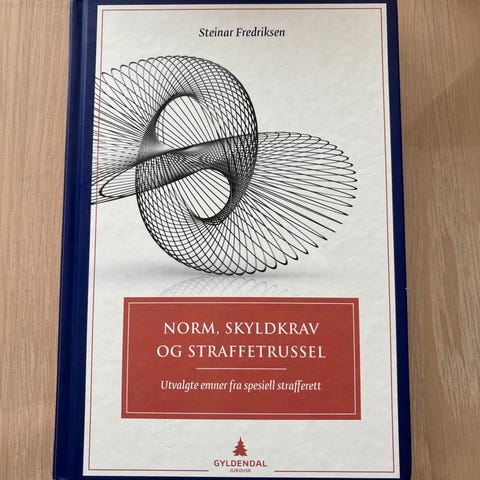 Steinar Fredriksen
NORM, SKYLDKRAV
OG STRAFFETRUSSEL
Utvalgte emner fra spesiell strafferett
GYLDENDAL
JURIDISK